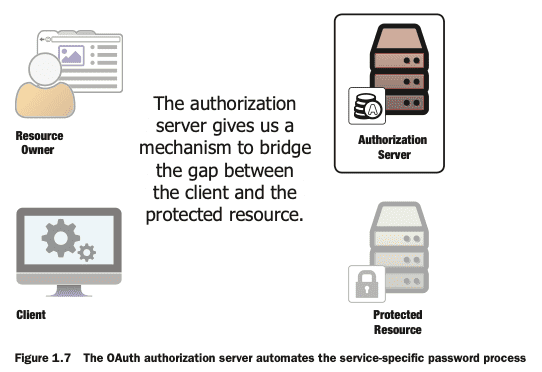 The authorization
server gives us a
mechanism to bridge
the gap between
the client and the
protected resource.
Resource
Owner
A
Authorization
Server
Client
Protected
Resource
Figure 1.7 The OAuth authorization server automates the service-specific password process